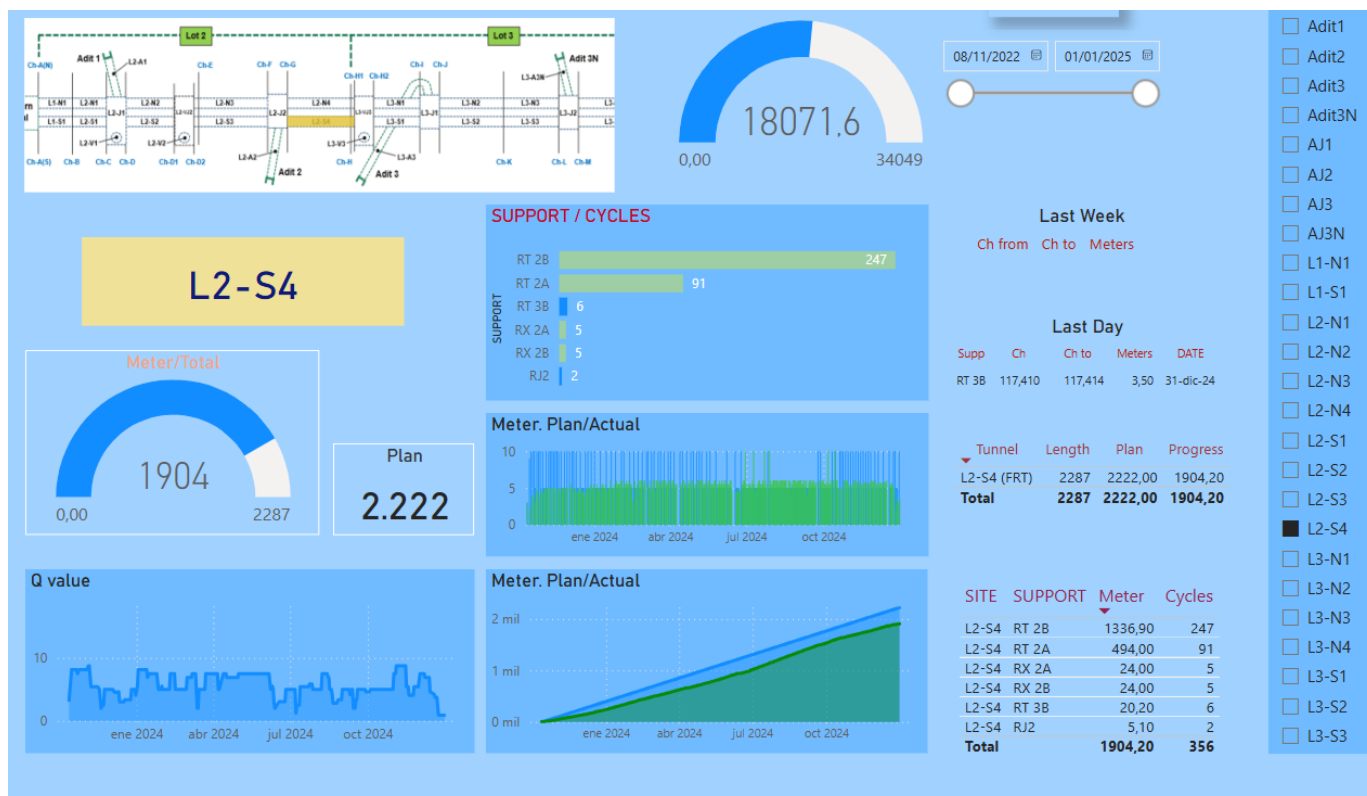 Lot 2
Lot 3
Adit 1
L2-A1
Adit 3N
L3-A3N
Ch-A(N)
Ch-B
Ch-E
Ch-F
Ch-G
Ch-H1
Ch-H2
Ch-I
Ch-J
L1-N1
L2-N1
L2-J1
L2-N2
L2-N3
L2-J2
L2-N4
L3-N1
L3-J1
L3-N2
L3-N3
L3-J2
L1-S1
L2-S1
L2-S2
L2-S3
L2-S4
L3-S1
L3-S2
L3-S3
L2-V1
L2-V2
L3-V3
L2-A2
L3-A3
Ch-A(S)
Ch-B
Ch-C
Ch-D
Ch-D1
Ch-D2
Ch-H
Ch-K
Ch-L
Ch-M
Adit 2
Adit 3
18071,6
0,00
34049
08/11/2022
01/01/2025
L2-S4
Meter/Total
1904
0,00
2287
Plan
2.222
SUPPORT / CYCLES
SUPPORT
RT 2B 247
RT 2A 91
RT 3B 6
RX 2A 5
RX 2B 5
RJ2 2
Meter. Plan/Actual
10
5
0
ene 2024 abr 2024 jul 2024 oct 2024
Q value
10
0
ene 2024 abr 2024 jul 2024 oct 2024
Meter. Plan/Actual
2 mil
1 mil
0 mil
ene 2024 abr 2024 jul 2024 oct 2024
Last Week
Ch from Ch to Meters
Last Day
Supp Ch Ch to Meters DATE
RT 3B 117,410 117,414 3,50 31-dic-24
Tunnel Length Plan Progress
L2-S4 (FRT) 2287 2222,00 1904,20
Total 2287 2222,00 1904,20
SITE SUPPORT Meter Cycles
L2-S4 RT 2B 1336,90 247
L2-S4 RT 2A 494,00 91
L2-S4 RX 2A 24,00 5
L2-S4 RX 2B 24,00 5
L2-S4 RT 3B 20,20 6
L2-S4 RJ2 5,10 2
Total 1904,20 356
Adit1
Adit2
Adit3
Adit3N
AJ1
AJ2
AJ3
AJ3N
L1-N1
L1-S1
L2-N1
L2-N2
L2-N3
L2-N4
L2-S1
L2-S2
L2-S3
L2-S4
L3-N1
L3-N2
L3-N3
L3-N4
L3-S1
L3-S2
L3-S3